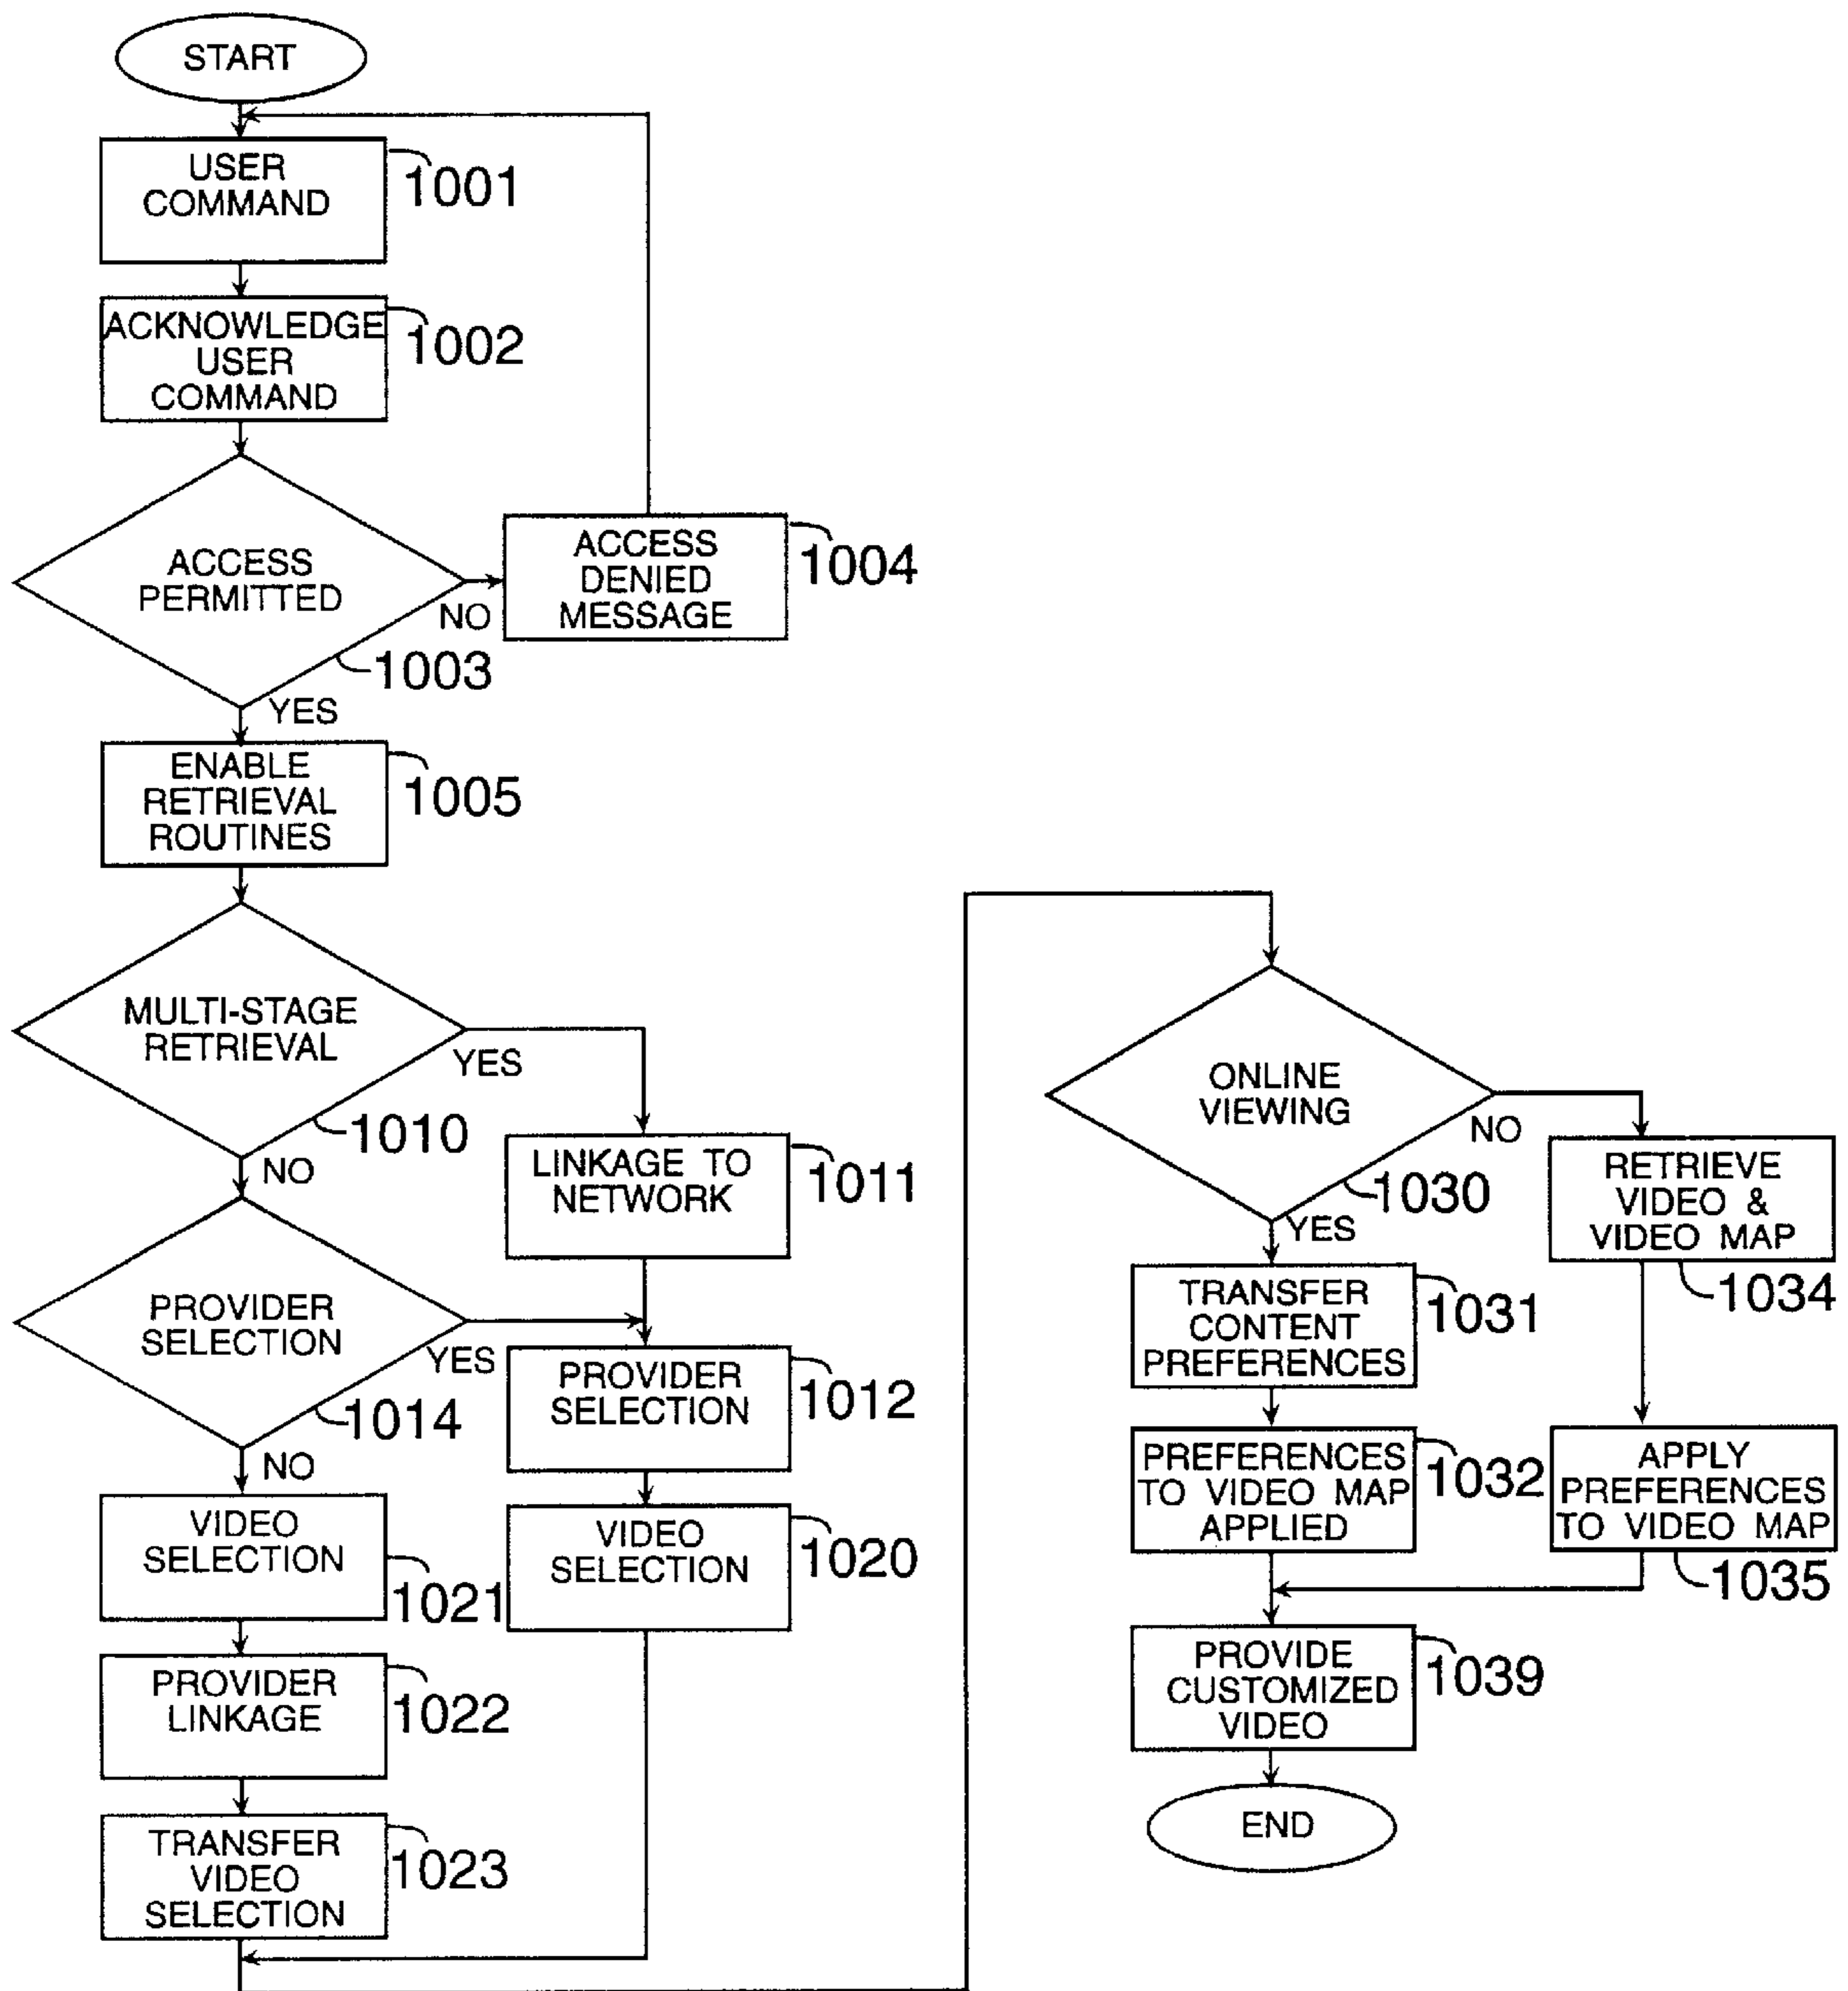 START
USER
COMMAND
1001
ACKNOWLEDGE
USER
COMMAND
1002
ACCESS
PERMITTED
NO
1003
YES
ACCESS
DENIED
MESSAGE
1004
ENABLE
RETRIEVAL
ROUTINES
1005
MULTI-STAGE
RETRIEVAL
YES
1010
NO
LINKAGE TO
NETWORK
1011
PROVIDER
SELECTION
YES
1014
NO
PROVIDER
SELECTION
1012
VIDEO
SELECTION
1021
VIDEO
SELECTION
1020
PROVIDER
LINKAGE
1022
TRANSFER
VIDEO
SELECTION
1023
ONLINE
VIEWING
NO
1030
YES
RETRIEVE
VIDEO &
VIDEO MAP
1034
TRANSFER
CONTENT
PREFERENCES
1031
PREFERENCES
TO VIDEO MAP
APPLIED
1032
APPLY
PREFERENCES
TO VIDEO MAP
1035
PROVIDE
CUSTOMIZED
VIDEO
1039
END